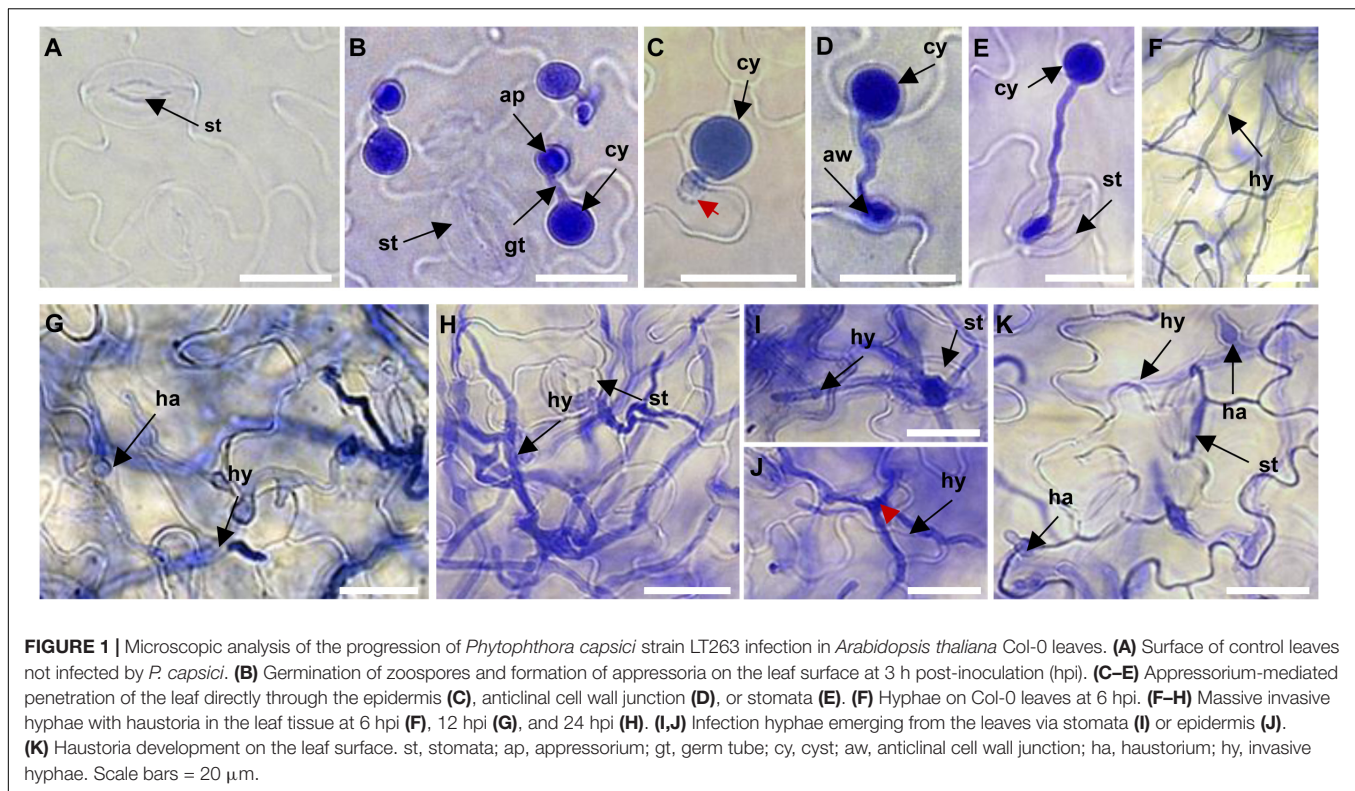 A
st
B
ap
cy
st
gt
C
cy
D
cy
aw
E
cy
st
F
hy
G
ha
hy
H
hy
st
I
hy
st
J
hy
K
hy
ha
st
ha
FIGURE 1 | Microscopic analysis of the progression of Phytophthora capsici strain LT263 infection in Arabidopsis thaliana Col-0 leaves. (A) Surface of control leaves
not infected by P. capsici. (B) Germination of zoospores and formation of appressoria on the leaf surface at 3 h post-inoculation (hpi). (C–E) Appressorium-mediated
penetration of the leaf directly through the epidermis (C), anticlinal cell wall junction (D), or stomata (E). (F) Hyphae on Col-0 leaves at 6 hpi. (F–H) Massive invasive
hyphae with haustoria in the leaf tissue at 6 hpi (F), 12 hpi (G), and 24 hpi (H). (I,J) Infection hyphae emerging from the leaves via stomata (I) or epidermis (J).
(K) Haustoria development on the leaf surface. st, stomata; ap, appressorium; gt, germ tube; cy, cyst; aw, anticlinal cell wall junction; ha, haustorium; hy, invasive
hyphae. Scale bars = 20 μm.